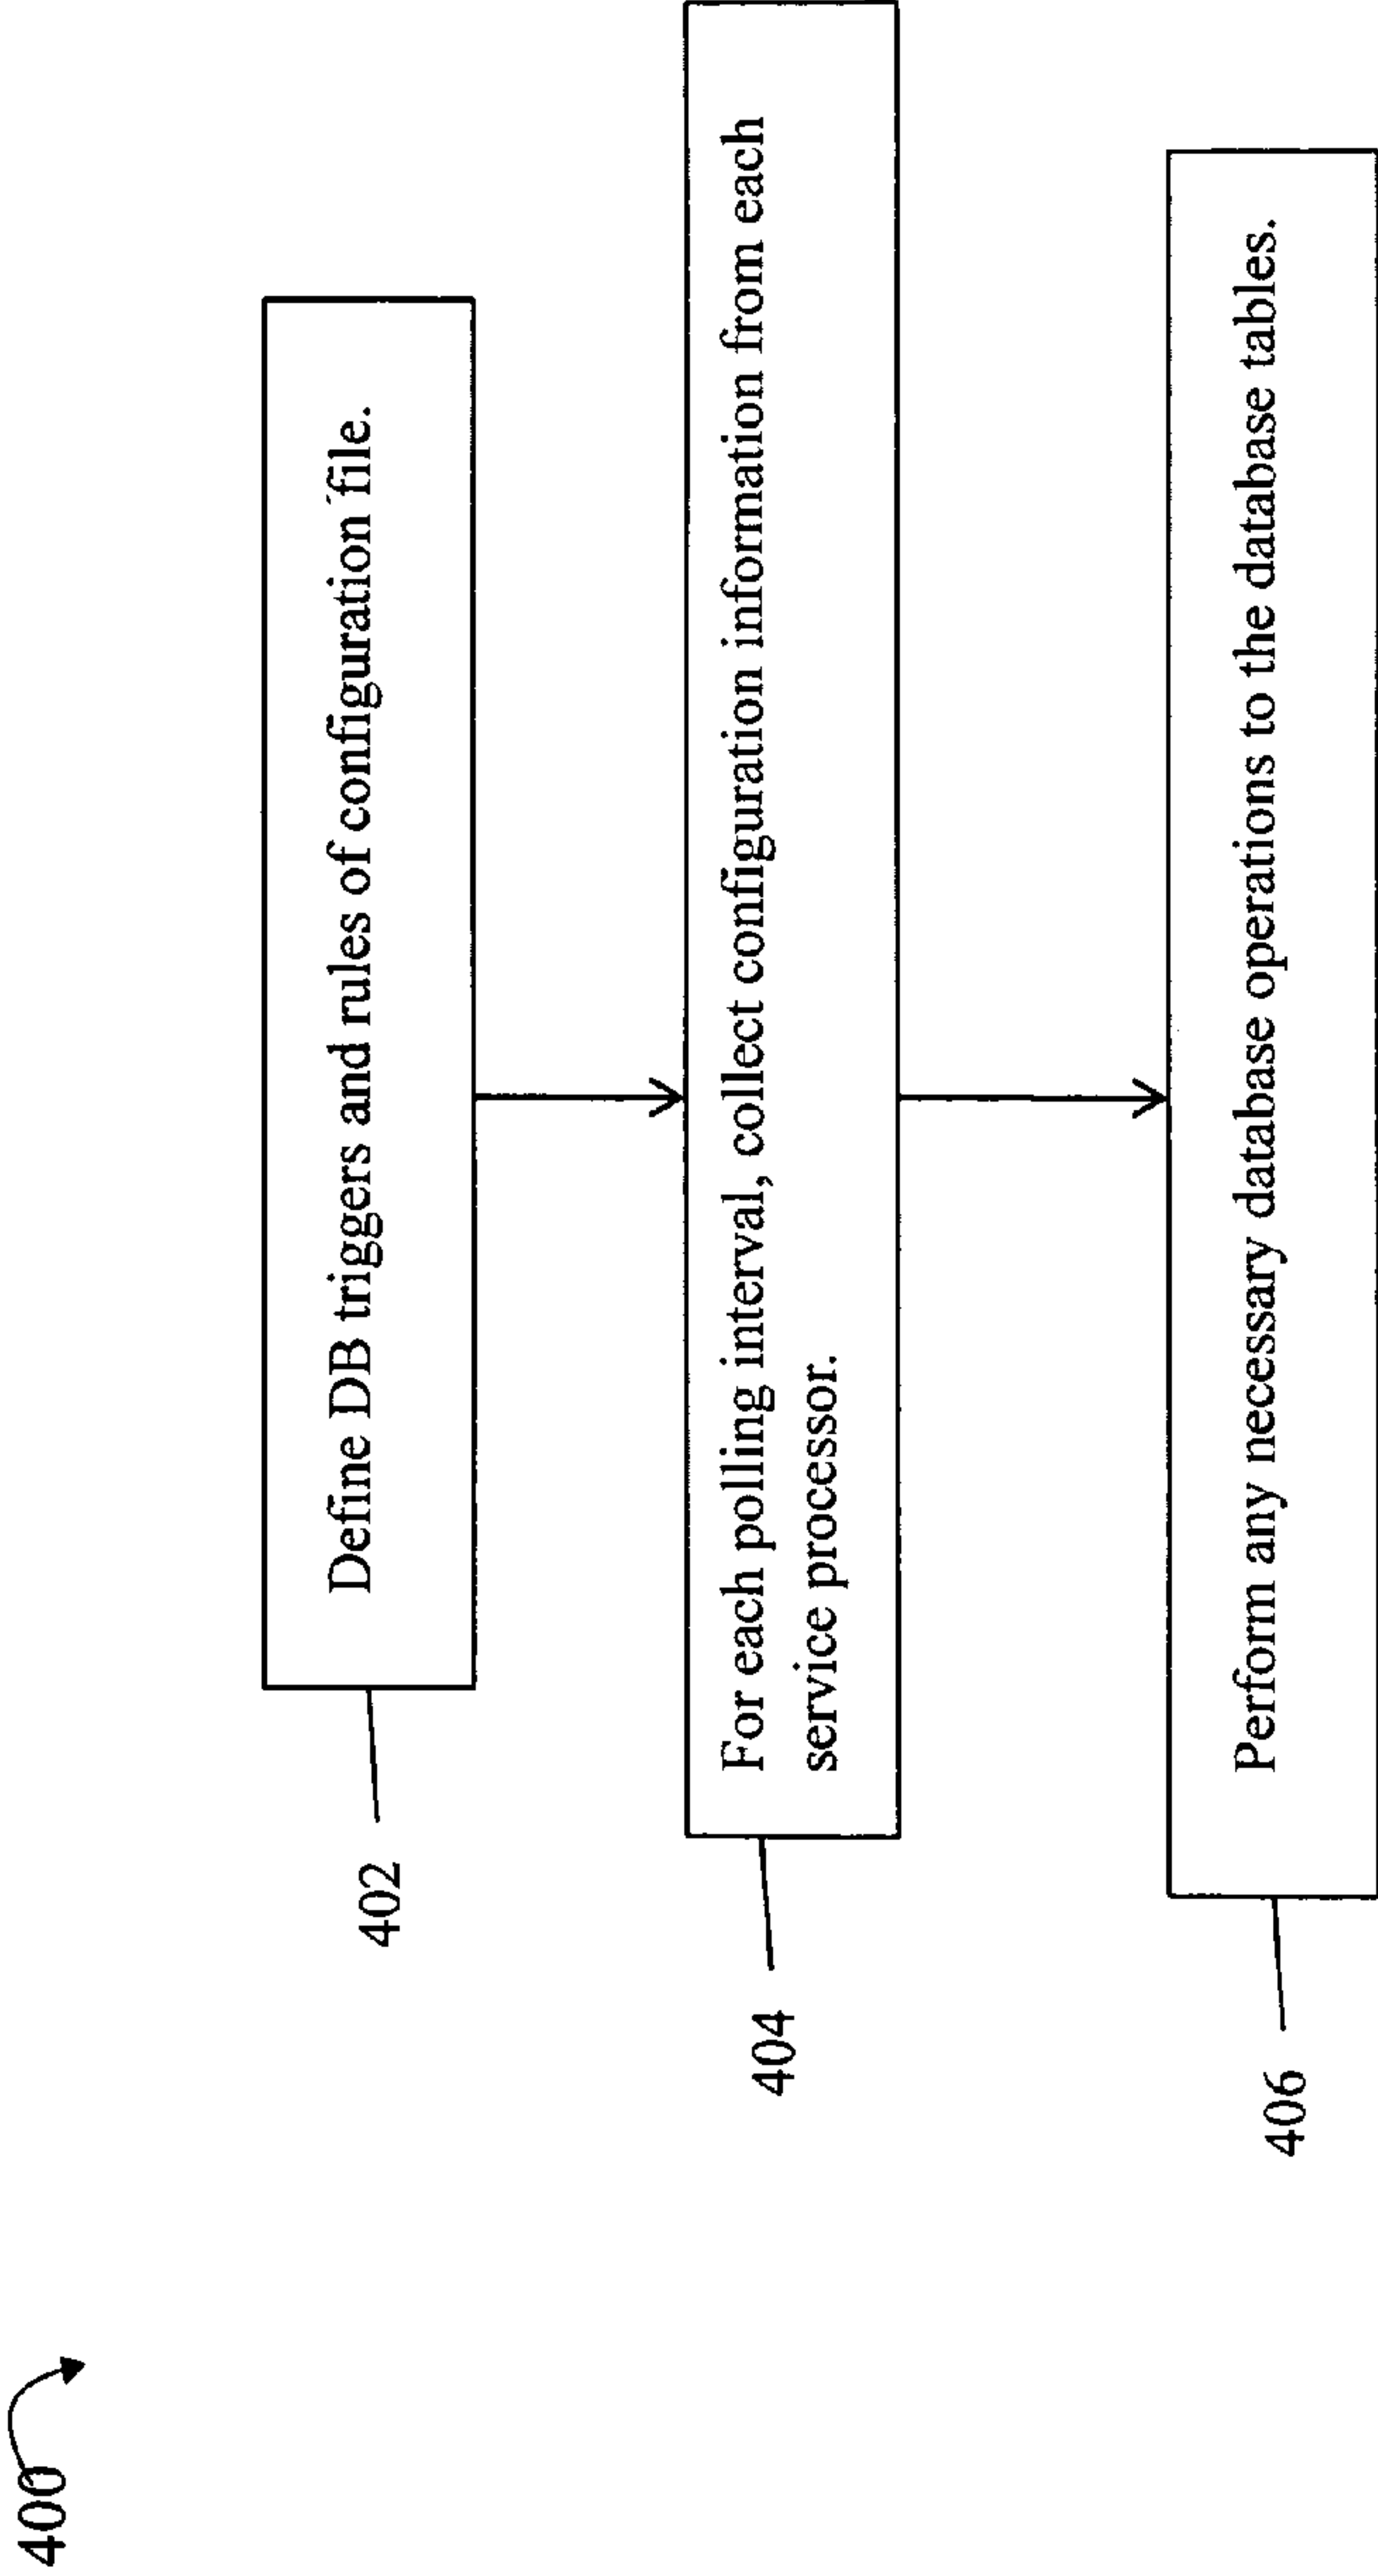 400
402
Define DB triggers and rules of configuration file.
404
For each polling interval, collect configuration information from each
service processor.
406
Perform any necessary database operations to the database tables.